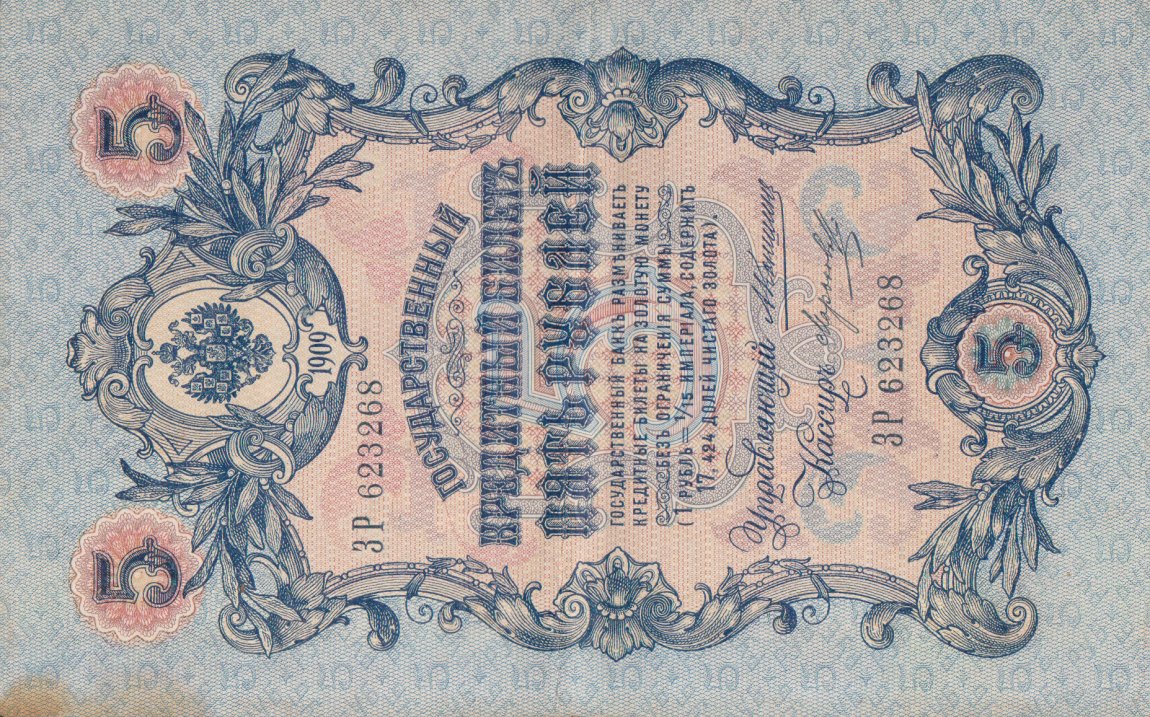 5 5
1909
ЗР 623268
ГОСУДАРСТВЕННЫЙ
КРЕДИТНЫЙ БИЛЕТЪ
ПЯТЬ РУБЛЕЙ
ГОСУДАРСТВЕННЫЙ БАНКЪ РАЗМѢНИВАЕТЪ
КРЕДИТНЫЕ БИЛЕТЫ НА ЗОЛОТУЮ МОНЕТУ
БЕЗЪ ОГРАНИЧЕНІЯ СУММЫ
(1 РУБЛЬ = 1/15 ИМПЕРІАЛА, СОДЕРЖИТЪ
17,424 ДОЛЕЙ ЧИСТАГО ЗОЛОТА).
Управляющій
Кассиръ
ЗР 623268
5